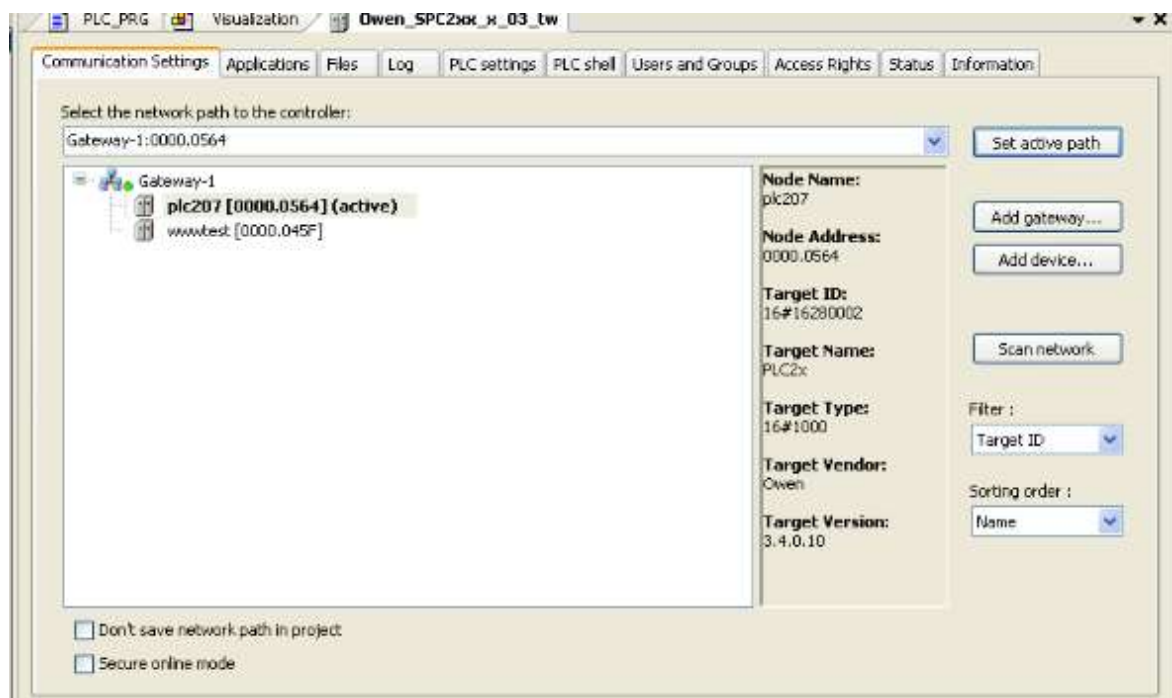 PLC_PRG Visualization Owen_SPC2xx_x_03_tw
Communication Settings Applications Files Log PLC settings PLC shell Users and Groups Access Rights Status Information
Select the network path to the controller:
Gateway-1:0000.0564
Set active path
Gateway-1
plc207 [0000.0564] (active)
wwwtest [0000.045F]
Node Name:
plc207
Node Address:
0000.0564
Target ID:
16#16280002
Target Name:
PLC2x
Target Type:
16#1000
Target Vendor:
Owen
Target Version:
3.4.0.10
Add gateway...
Add device...
Scan network
Filter :
Target ID
Sorting order :
Name
Don't save network path in project
Secure online mode